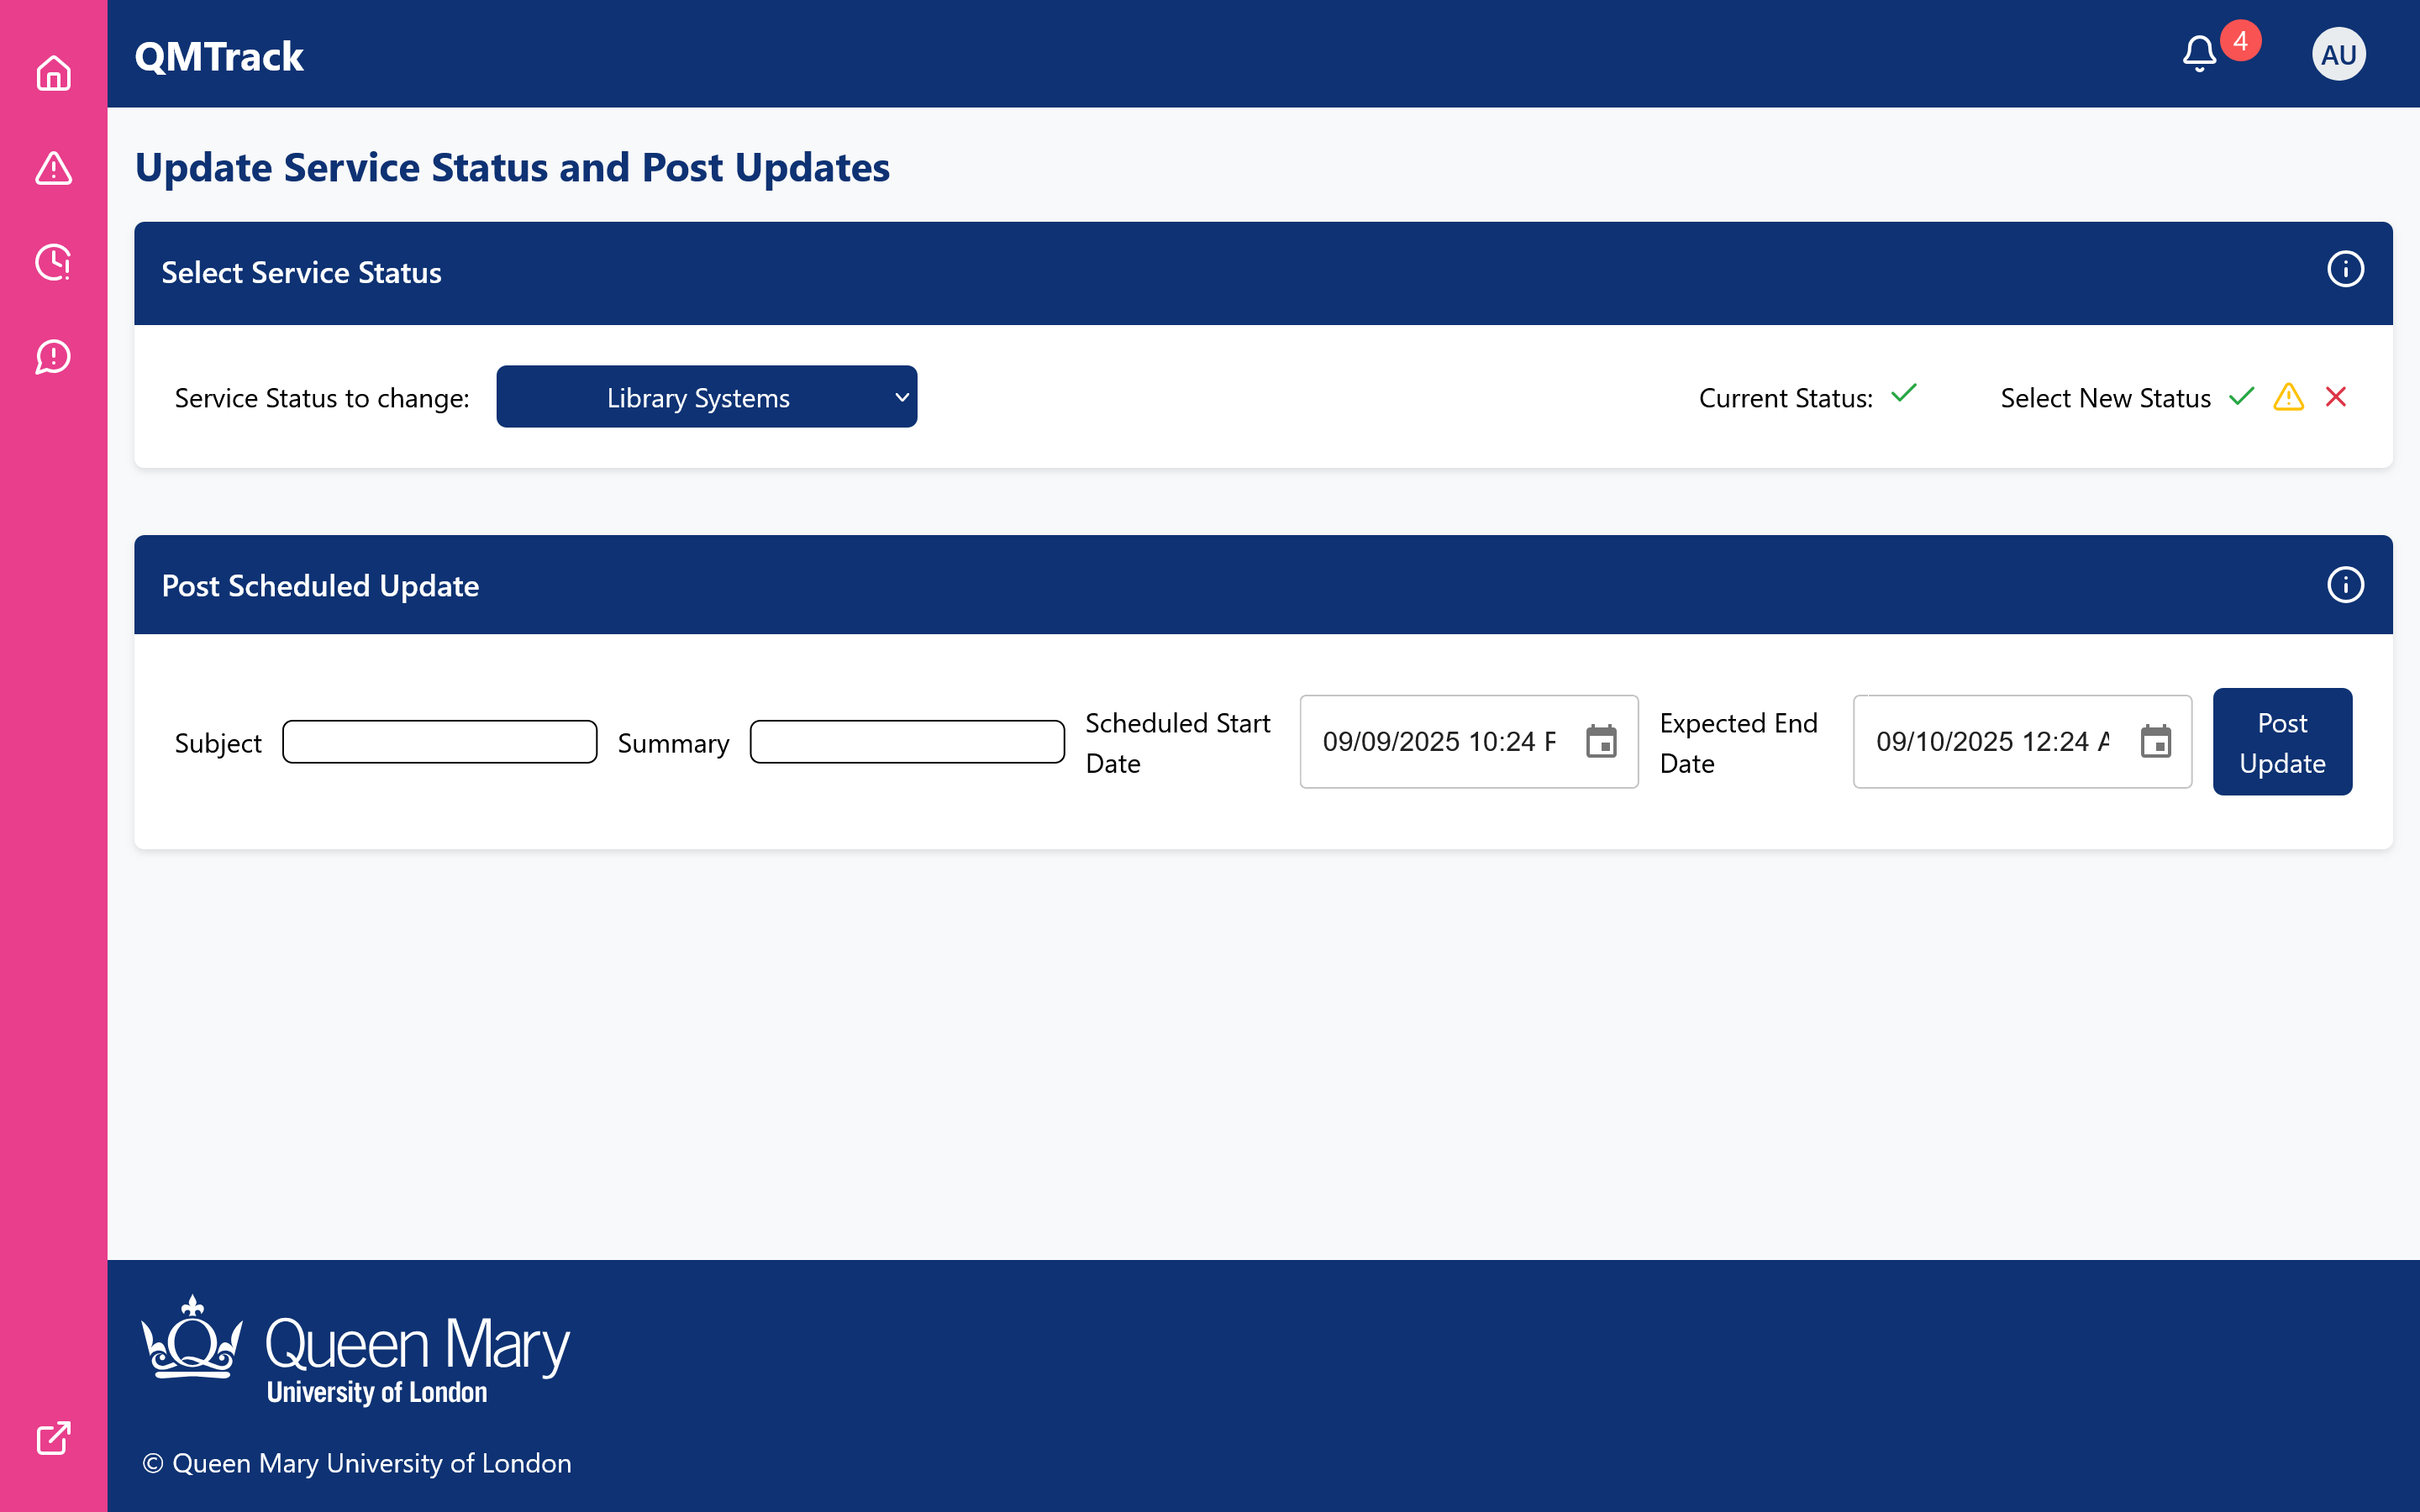 QMTrack
4
AU
Update Service Status and Post Updates
Select Service Status
Service Status to change:
Library Systems
Current Status:
Select New Status
Post Scheduled Update
Subject
Summary
Scheduled Start
Date
09/09/2025 10:24
Expected End
Date
09/10/2025 12:24 A
Post
Update
Queen Mary
University of London
© Queen Mary University of London